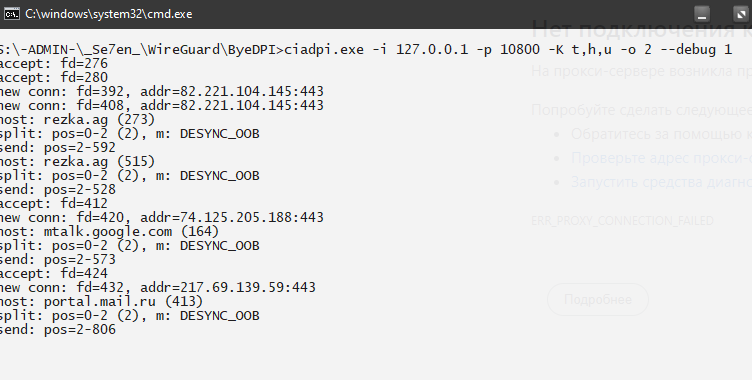 C:\windows\system32\cmd.exe
S:\-ADMIN-\_Se7en_\WireGuard\ByeDPI>ciadpi.exe -i 127.0.0.1 -p 10800 -K t,h,u -o 2 --debug 1
accept: fd=276
accept: fd=280
new conn: fd=392, addr=82.221.104.145:443
new conn: fd=408, addr=82.221.104.145:443
host: rezka.ag (273)
split: pos=0-2 (2), m: DESYNC_OOB
send: pos=2-592
host: rezka.ag (515)
split: pos=0-2 (2), m: DESYNC_OOB
send: pos=2-528
accept: fd=412
new conn: fd=420, addr=74.125.205.188:443
host: mtalk.google.com (164)
split: pos=0-2 (2), m: DESYNC_OOB
send: pos=2-573
accept: fd=424
new conn: fd=432, addr=217.69.139.59:443
host: portal.mail.ru (413)
split: pos=0-2 (2), m: DESYNC_OOB
send: pos=2-806
Нет подключения к
На прокси-сервере возникла
Попробуйте сделать следующее
Обратитесь за помощью к
Проверьте адрес прокси-
Запустить средства
ERR_PROXY_CONNECTION_FAILED
Подробнее